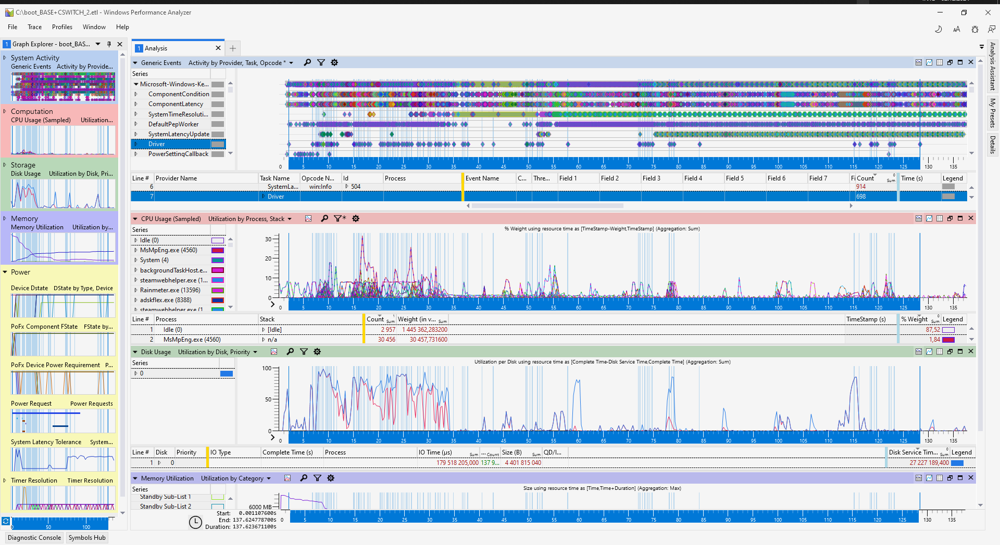 C:\boot_BASE+CSWITCH_2.etl - Windows Performance Analyzer
File Trace Profiles Window Help
1 Graph Explorer - boot_BAS...
System Activity
Generic Events Activity by Provide...
Computation
CPU Usage (Sampled) Utilization...
Storage
Disk Usage Utilization by Disk, Pri...
Memory
Memory Utilization Utilization by...
Power
Device Dstate DState by Type, Device
PoFx Component FState FState by...
PoFx Device Power Requirement P...
Power Request Power Requests
System Latency Tolerance System...
Timer Resolution Timer Resolution
0 50 100
Diagnostic Console Symbols Hub
1 Analysis
Generic Events Activity by Provider, Task, Opcode *
Series
Microsoft-Windows-Ke...
ComponentCondition
ComponentLatency
SystemTimeResoluti...
DefaultPepWorker
SystemLatencyUpdate
Driver
PowerSettingCallback
0 5 10 15 20 25 30 35 40 45 50 55 60 65 70 75 80 85 90 95 100 105 110 115 120 125 130 135
Line # Provider Name Task Name Opcode N... Id Process Event Name C... Thre... Field 1 Field 2 Field 3 Field 4 Field 5 Field 6 Field 7 Fi Count 0 Sum Time (s) Legend
6 SystemLa... win:Info 504 914
7 Driver 698
CPU Usage (Sampled) Utilization by Process, Stack
Series
% Weight using resource time as [TimeStamp-Weight,TimeStamp] (Aggregation: Sum)
Idle (0)
MsMpEng.exe (4560)
System (4)
backgroundTaskHost.e...
steamwebhelper.exe (1...
Rainmeter.exe (13596)
adskflex.exe (8388)
steamwebhelper.exe (1...
30
20
10
0
0 5 10 15 20 25 30 35 40 45 50 55 60 65 70 75 80 85 90 95 100 105 110 115 120 125 130 135
Line # Process Stack Count 1 Sum Weight (in v... Sum TimeStamp (s) % Weight 0 Sum Legend
1 Idle (0) [Idle] 2 957 1 445 362,283200 87,52
2 MsMpEng.exe (4560) n/a 30 456 30 457,731600 1,84
Disk Usage Utilization by Disk, Priority
Series
Utilization per Disk using resource time as [Complete Time-Disk Service Time,Complete Time] (Aggregation: Sum)
0
100
50
0
0 5 10 15 20 25 30 35 40 45 50 55 60 65 70 75 80 85 90 95 100 105 110 115 120 125 130 135
Line # Disk Priority IO Type Complete Time (s) Process IO Time (µs) Sum ... Count Size (B) Sum QD/I... Disk Service Tim... 0 Sum Legend
1 0 179 518 205,000 137 9... 4 401 815 040 27 227 189,400
Memory Utilization Utilization by Category
Series
Size using resource time as [Time,Time+Duration] (Aggregation: Max)
Standby Sub-List 1
Standby Sub-List 2
6000 MB
Start: 0.001107600s
End: 137.624778700s
Duration: 137.623671100s
0 5 10 15 20 25 30 35 40 45 50 55 60 65 70 75 80 85 90 95 100 105 110 115 120 125 130 135
Analysis Assistant
My Presets
Details